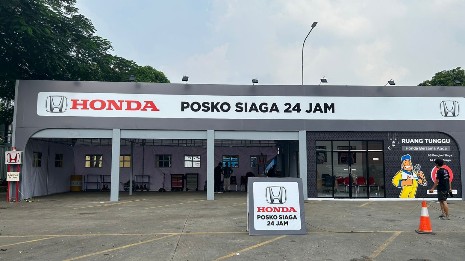 HONDA POSKO SIAGA 24 JAM
RUANG TUNGGU
HONDA
POSKO SIAGA
24 JAM